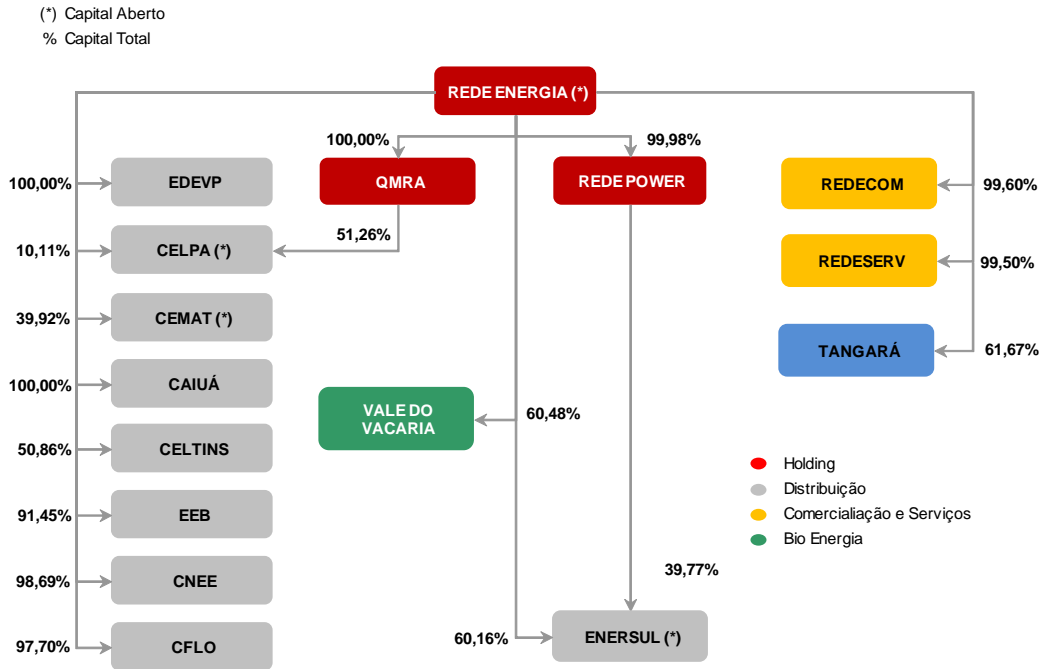 (*) Capital Aberto
% Capital Total
REDE ENERGIA (*)
100,00%
99,98%
100,00%
EDEVP
QMRA
REDE POWER
REDECOM
99,60%
10,11%
CELPA (*)
51,26%
REDESERV
99,50%
39,92%
CEMAT (*)
TANGARÁ
61,67%
100,00%
CAIUÁ
VALE DO
VACARIA
60,48%
50,86%
CELTINS
91,45%
EEB
98,69%
CNEE
97,70%
CFLO
Holding
Distribuição
Comercialiação e Serviços
Bio Energia
39,77%
60,16%
ENERSUL (*)